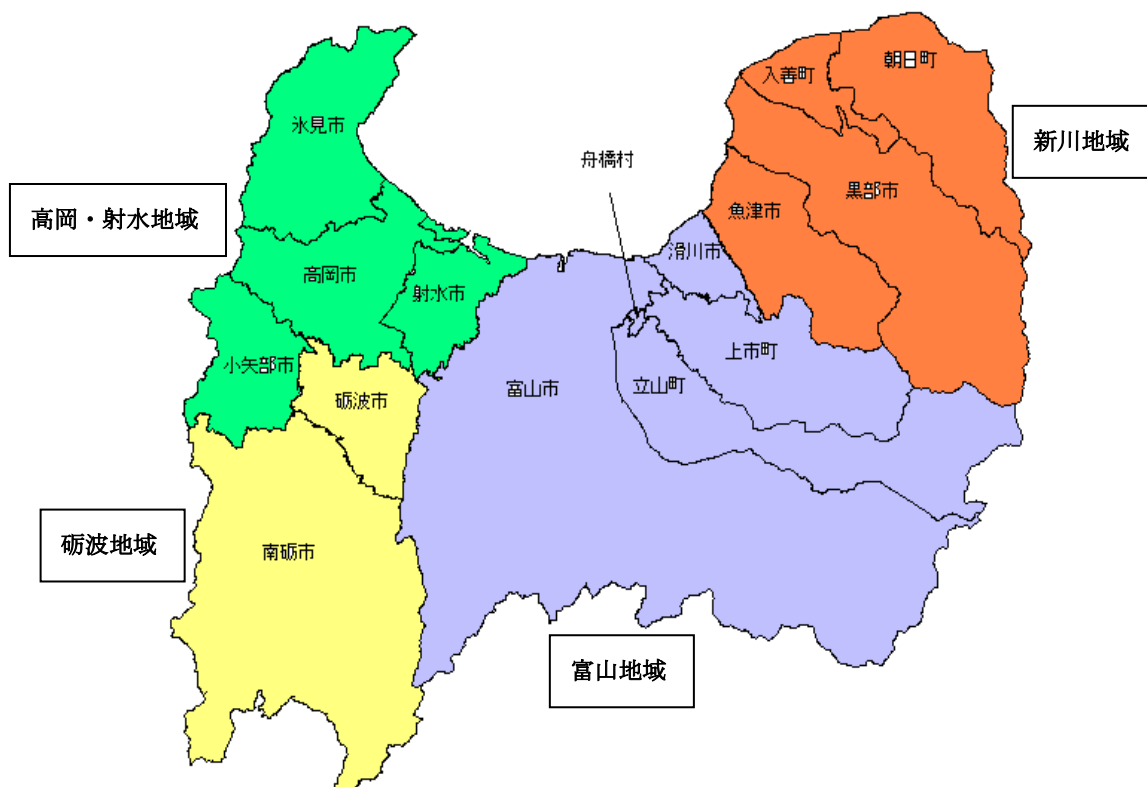 入善町
朝日町
新川地域
氷見市
舟橋村
黒部市
魚津市
高岡・射水地域
滑川市
高岡市
射水市
上市町
小矢部市
砺波市
富山市
立山町
砺波地域
南砺市
富山地域